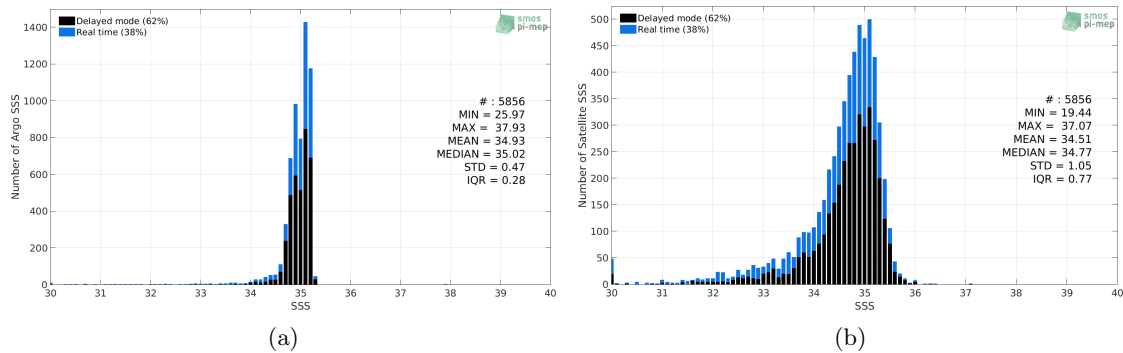 Delayed mode (62%)
Real time (38%)
smos
pi-mep
# : 5856
MIN = 25.97
MAX = 37.93
MEAN = 34.93
MEDIAN = 35.02
STD = 0.47
IQR = 0.28
Number of Argo SSS
1400
1200
1000
800
600
400
200
0
30 31 32 33 34 35 36 37 38 39 40
SSS
(a)
Delayed mode (62%)
Real time (38%)
smos
pi-mep
# : 5856
MIN = 19.44
MAX = 37.07
MEAN = 34.51
MEDIAN = 34.77
STD = 1.05
IQR = 0.77
Number of Satellite SSS
500
450
400
350
300
250
200
150
100
50
0
30 31 32 33 34 35 36 37 38 39 40
SSS
(b)